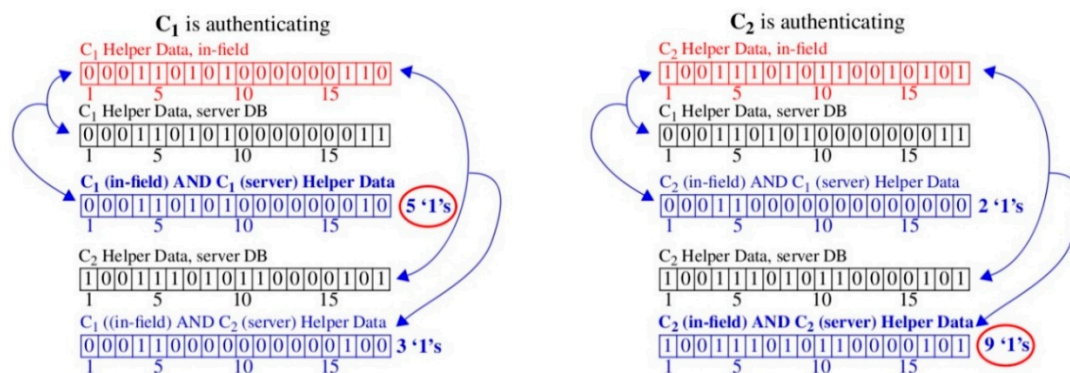 C1 is authenticating
C1 Helper Data, in-field
0 0 0 1 1 0 1 0 1 0 0 0 0 0 0 1 1 0
1 5 10 15
C1 Helper Data, server DB
0 0 0 1 1 0 1 0 1 0 0 0 0 0 0 0 1 1
1 5 10 15
C1 (in-field) AND C1 (server) Helper Data
0 0 0 1 1 0 1 0 1 0 0 0 0 0 0 0 1 0 5 ‘1’s
1 5 10 15
C2 Helper Data, server DB
1 0 0 1 1 1 0 1 0 1 1 0 0 0 0 1 0 1
1 5 10 15
C1 ((in-field) AND C2 (server) Helper Data
0 0 0 1 1 0 0 0 0 0 0 0 0 0 0 1 0 0 3 ‘1’s
1 5 10 15
C2 is authenticating
C2 Helper Data, in-field
1 0 0 1 1 1 0 1 0 1 1 0 0 1 0 1 0 1
1 5 10 15
C1 Helper Data, server DB
0 0 0 1 1 0 1 0 1 0 0 0 0 0 0 0 1 1
1 5 10 15
C2 (in-field) AND C1 (server) Helper Data
0 0 0 1 1 0 0 0 0 0 0 0 0 0 0 0 0 0 2 ‘1’s
1 5 10 15
C2 Helper Data, server DB
1 0 0 1 1 1 0 1 0 1 1 0 0 0 0 1 0 1
1 5 10 15
C2 (in-field) AND C2 (server) Helper Data
1 0 0 1 1 1 0 1 0 1 1 0 0 0 0 1 0 1 9 ‘1’s
1 5 10 15